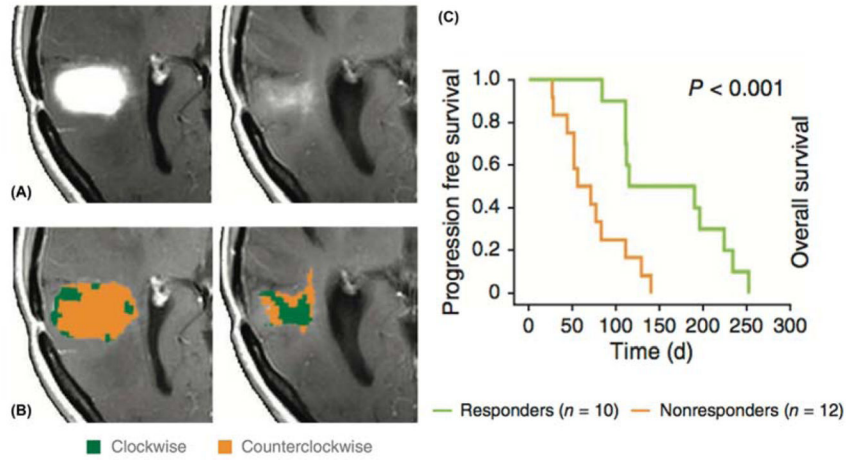 (A)
(B)
Clockwise
Counterclockwise
(C)
P < 0.001
Progression free survival
1.0
0.8
0.6
0.4
0.2
0
0
50
100
150
200
250
300
Time (d)
Overall survival
Responders (n = 10)
Nonresponders (n = 12)